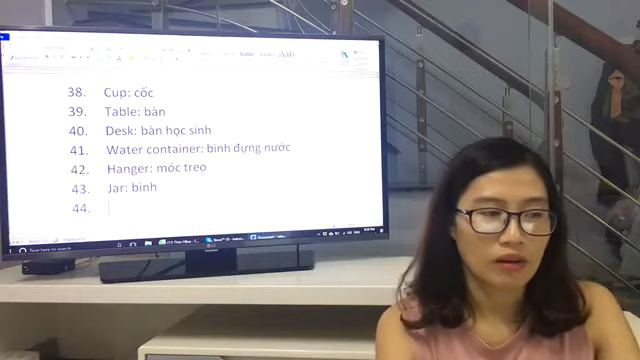 38. Cup: cốc
39. Table: bàn
40. Desk: bàn học sinh
41. Water container: bình đựng nước
42. Hanger: móc treo
43. Jar: bình
44.